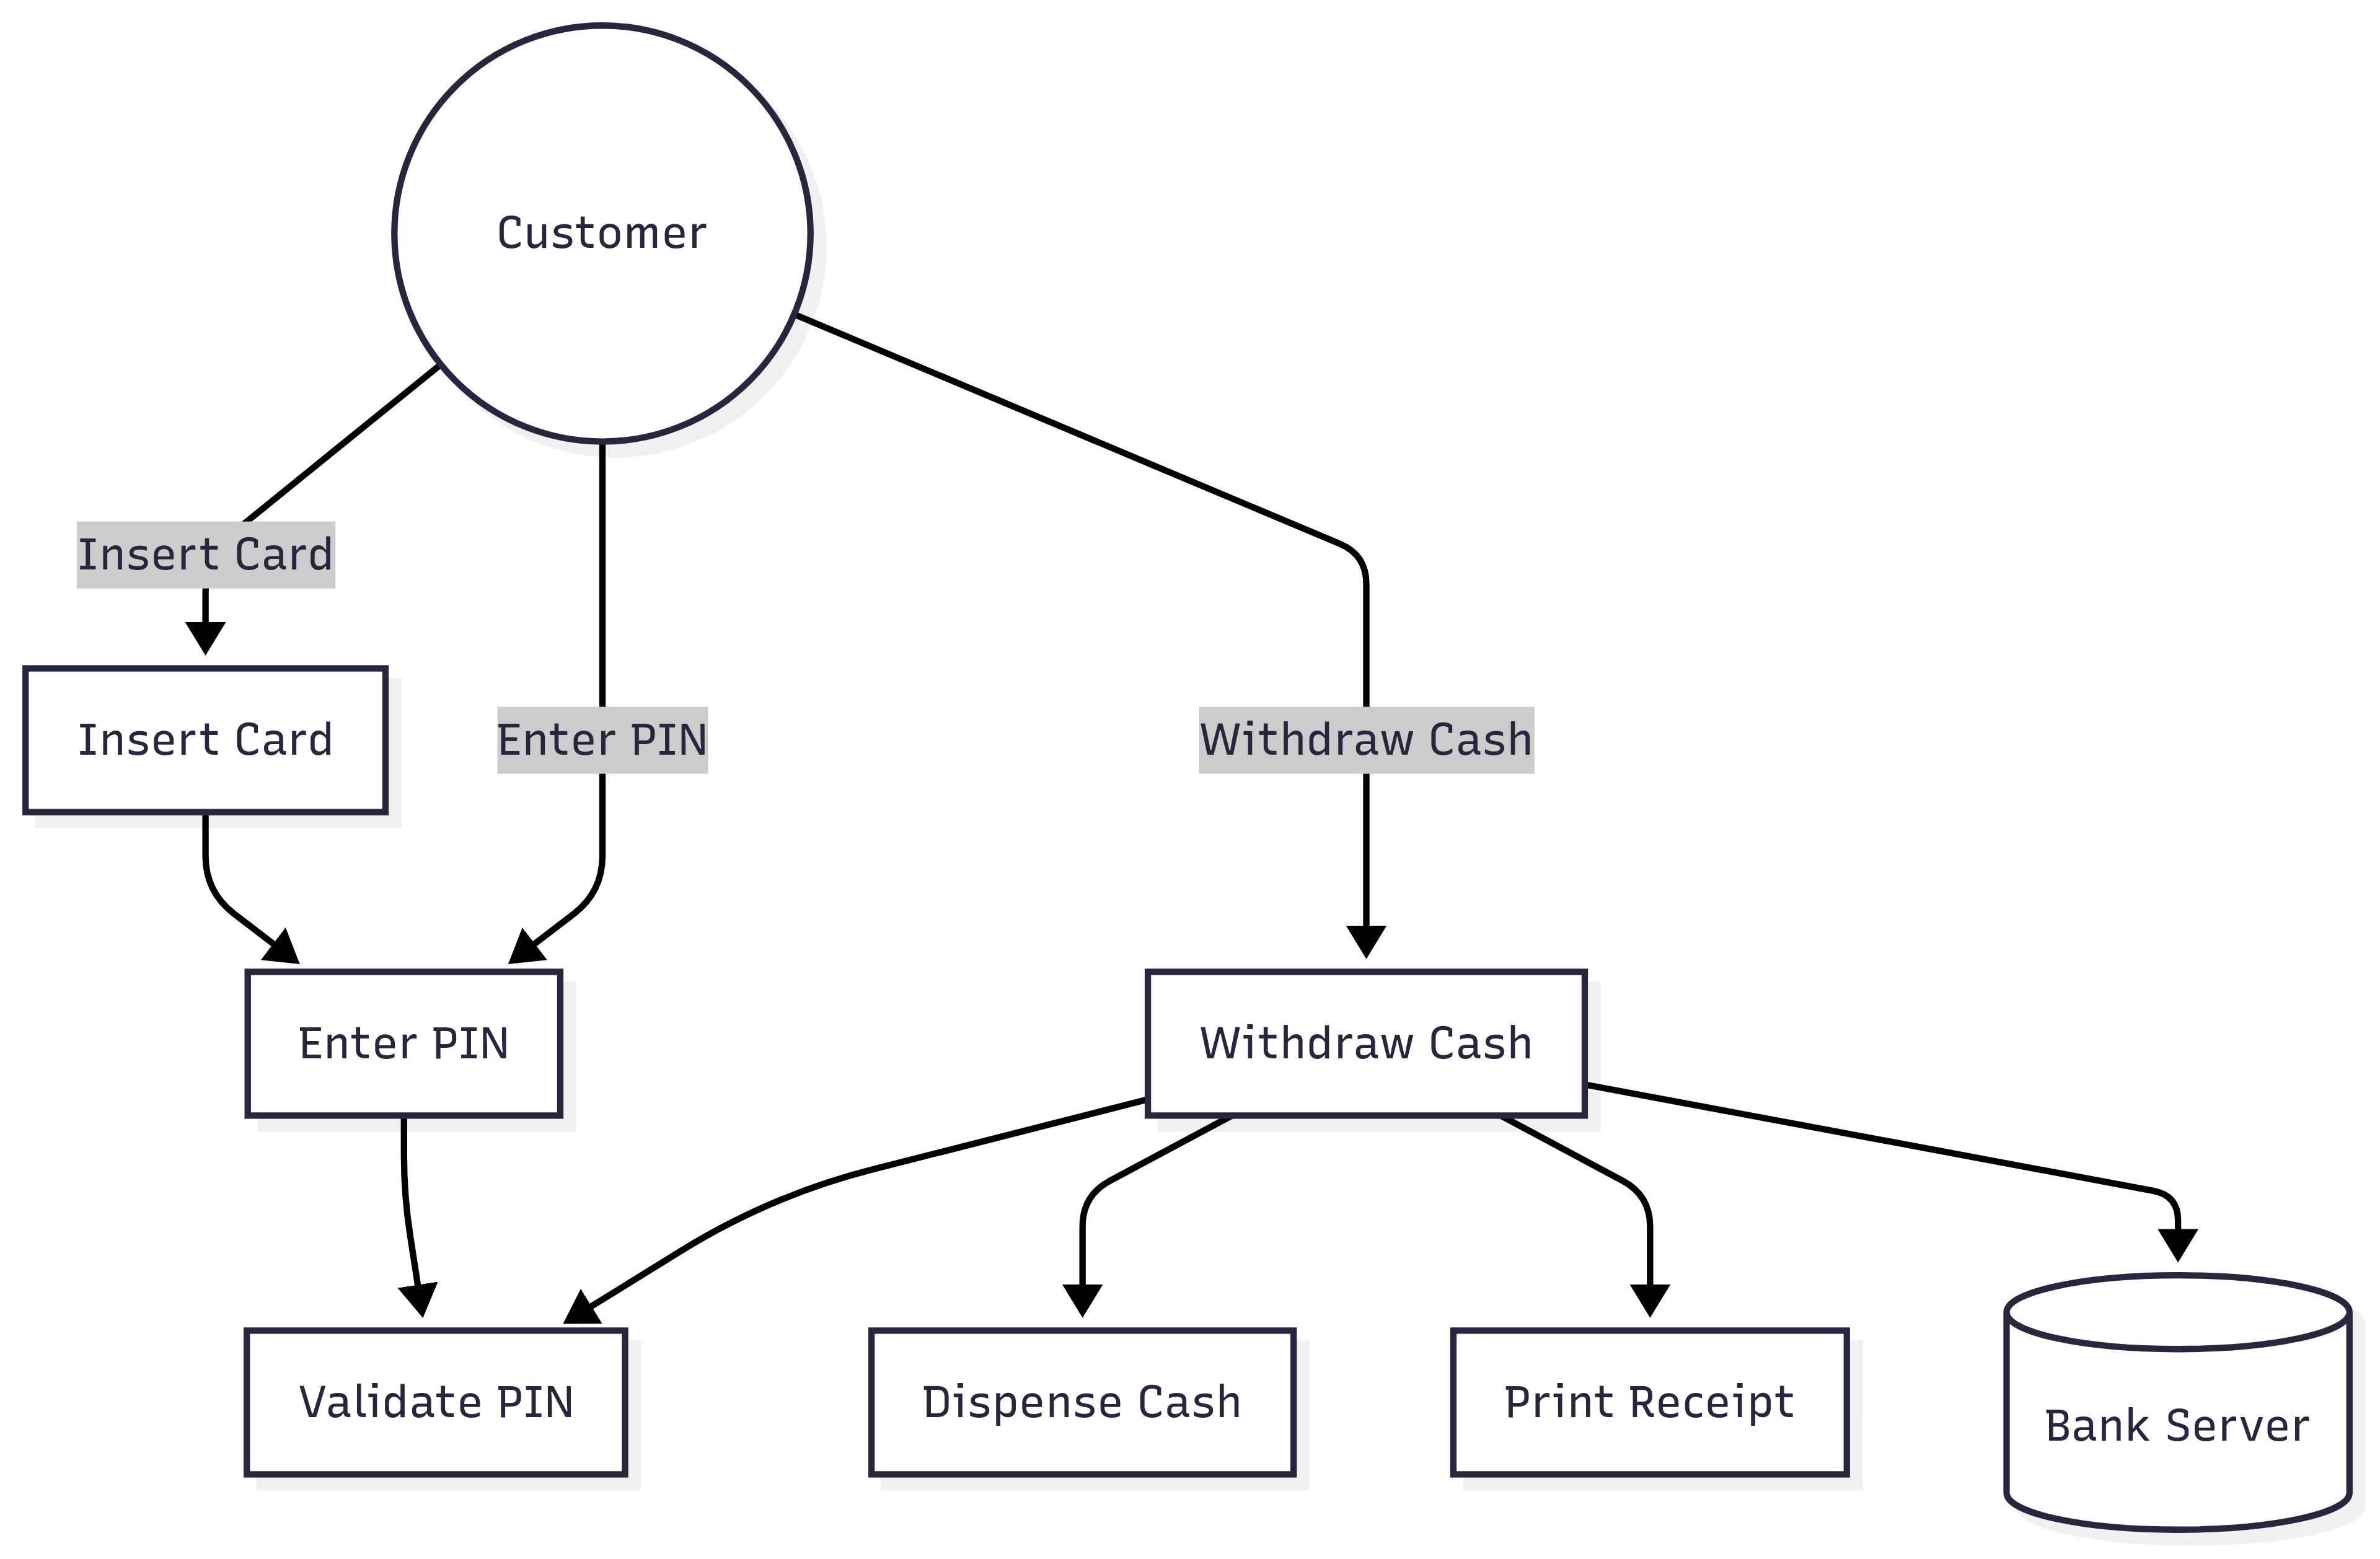 Customer
Insert Card
Insert Card
Enter PIN
Withdraw Cash
Enter PIN
Withdraw Cash
Validate PIN
Dispense Cash
Print Receipt
Bank Server